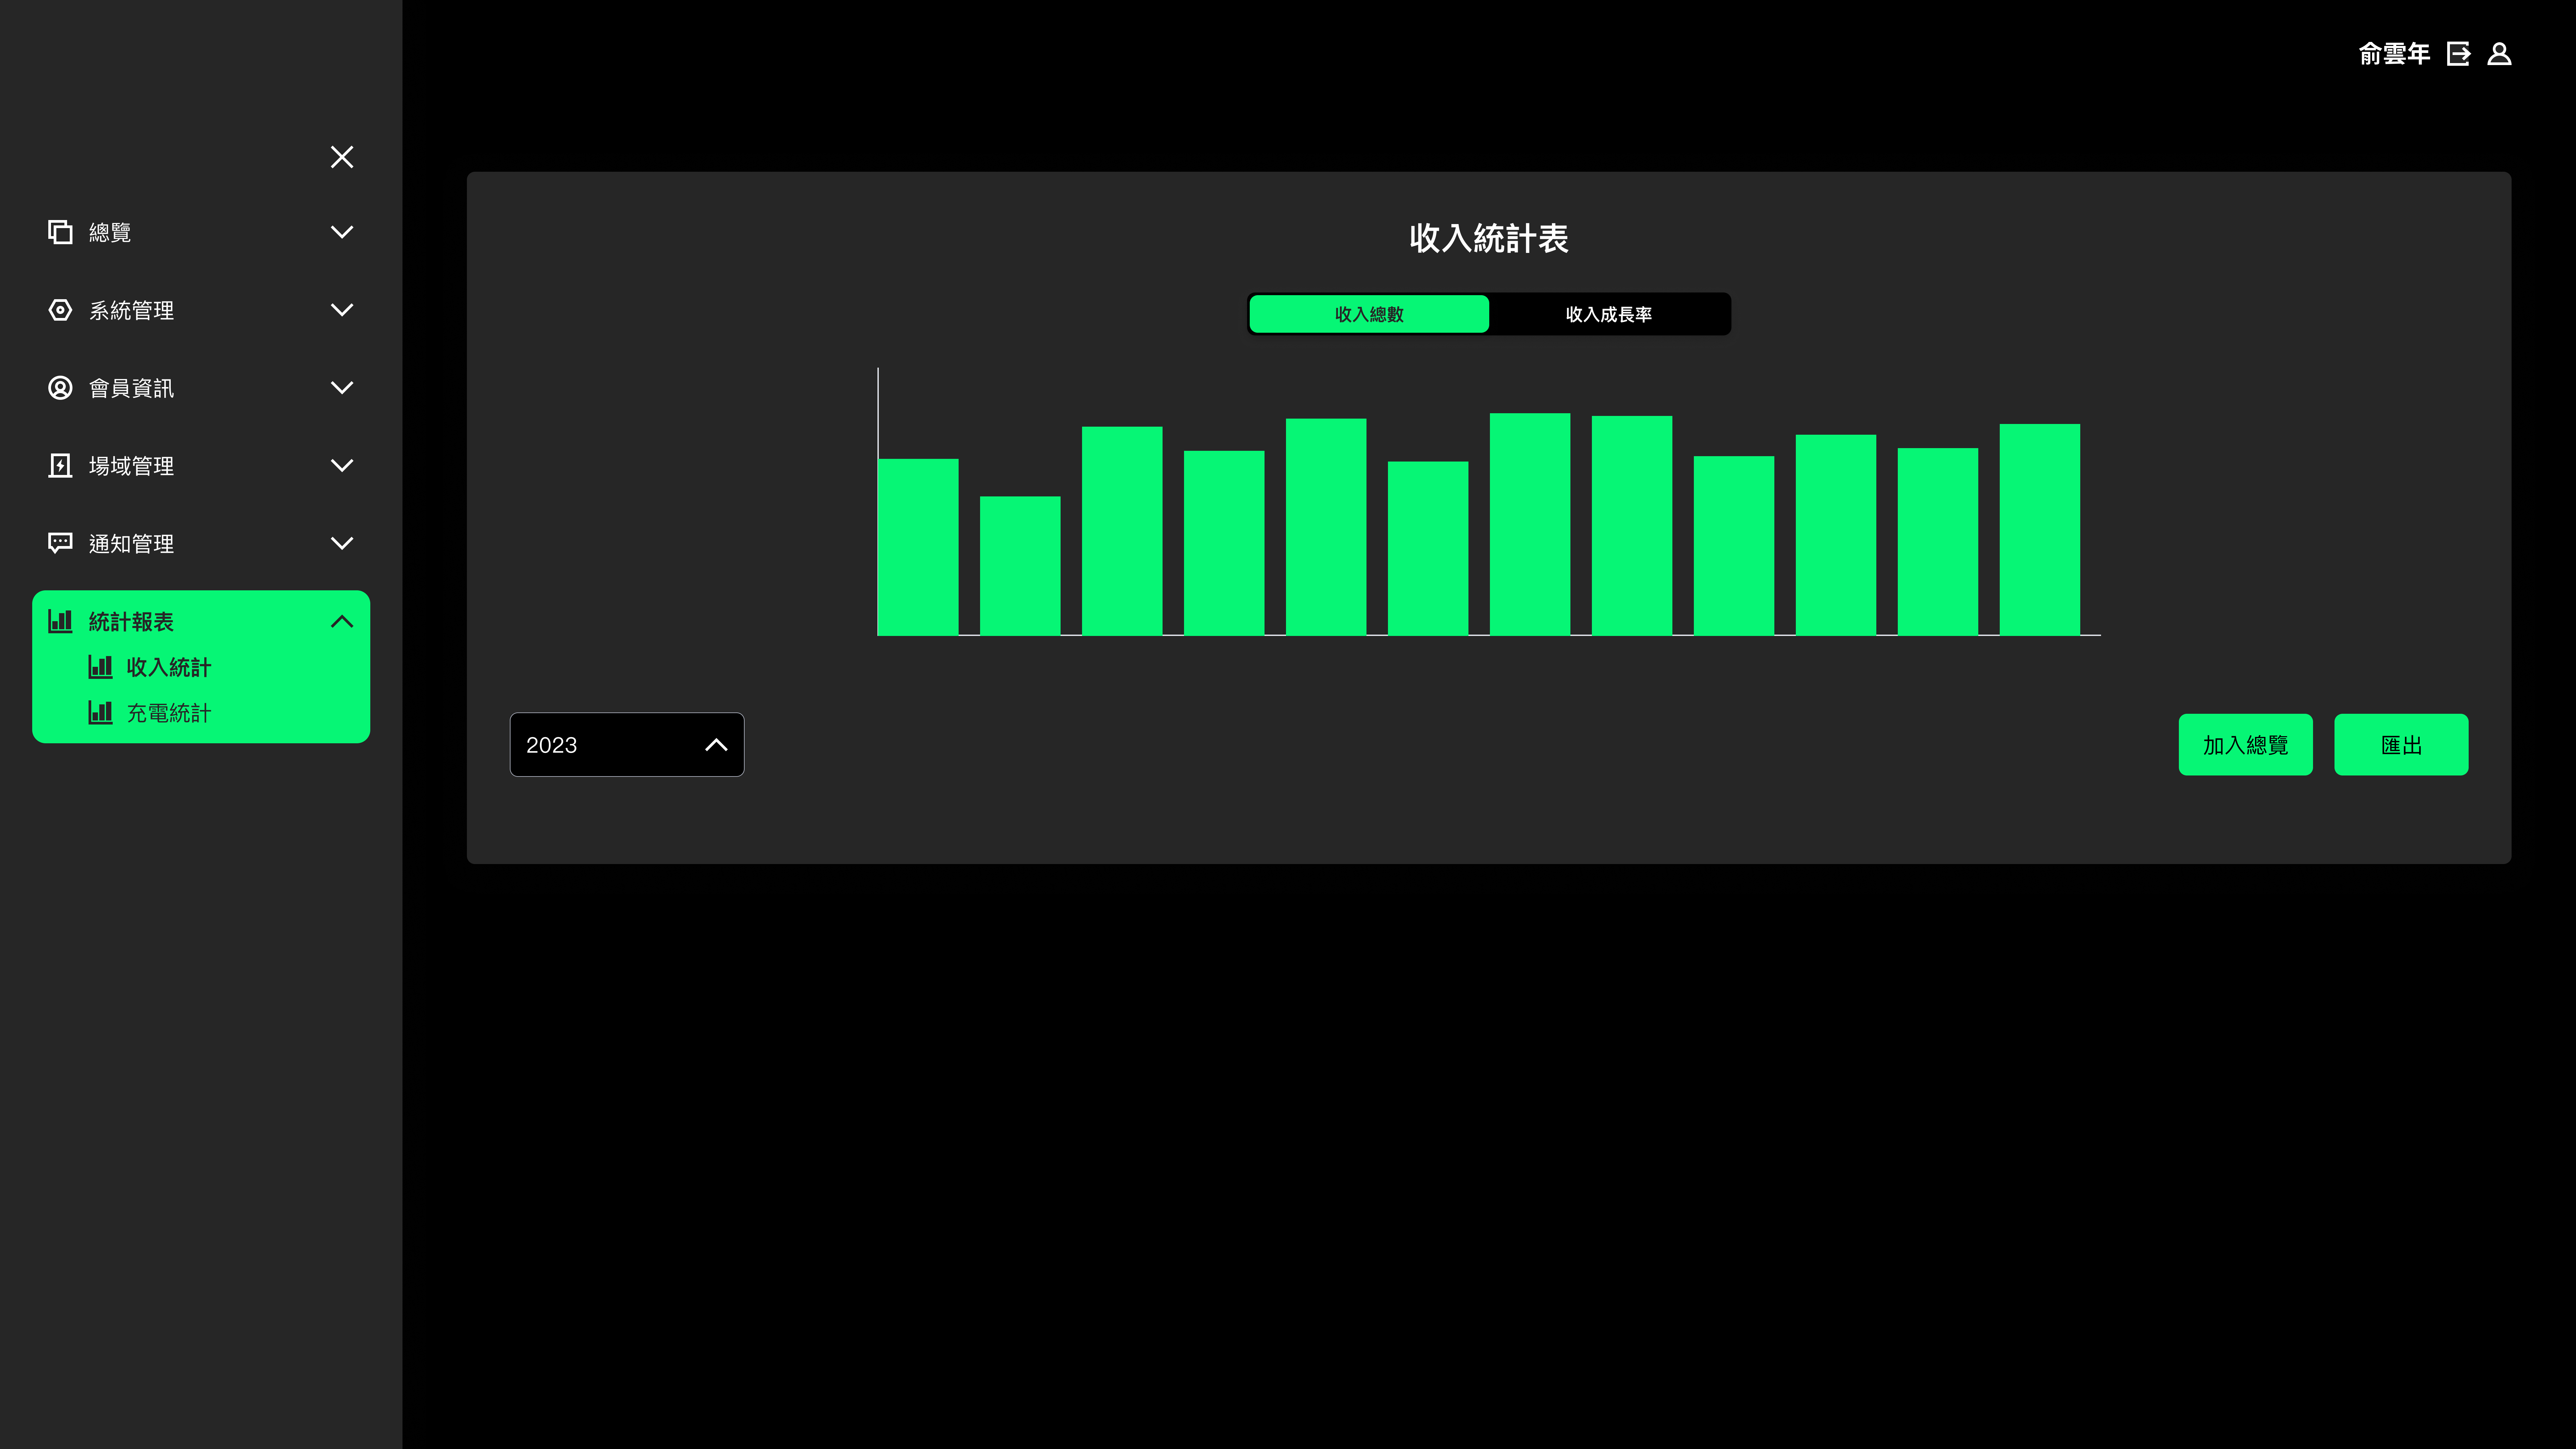 俞雲年
總覽
系統管理
會員資訊
場域管理
通知管理
統計報表
收入統計
充電統計
收入統計表
收入總數 收入成長率
2023
加入總覽 匯出